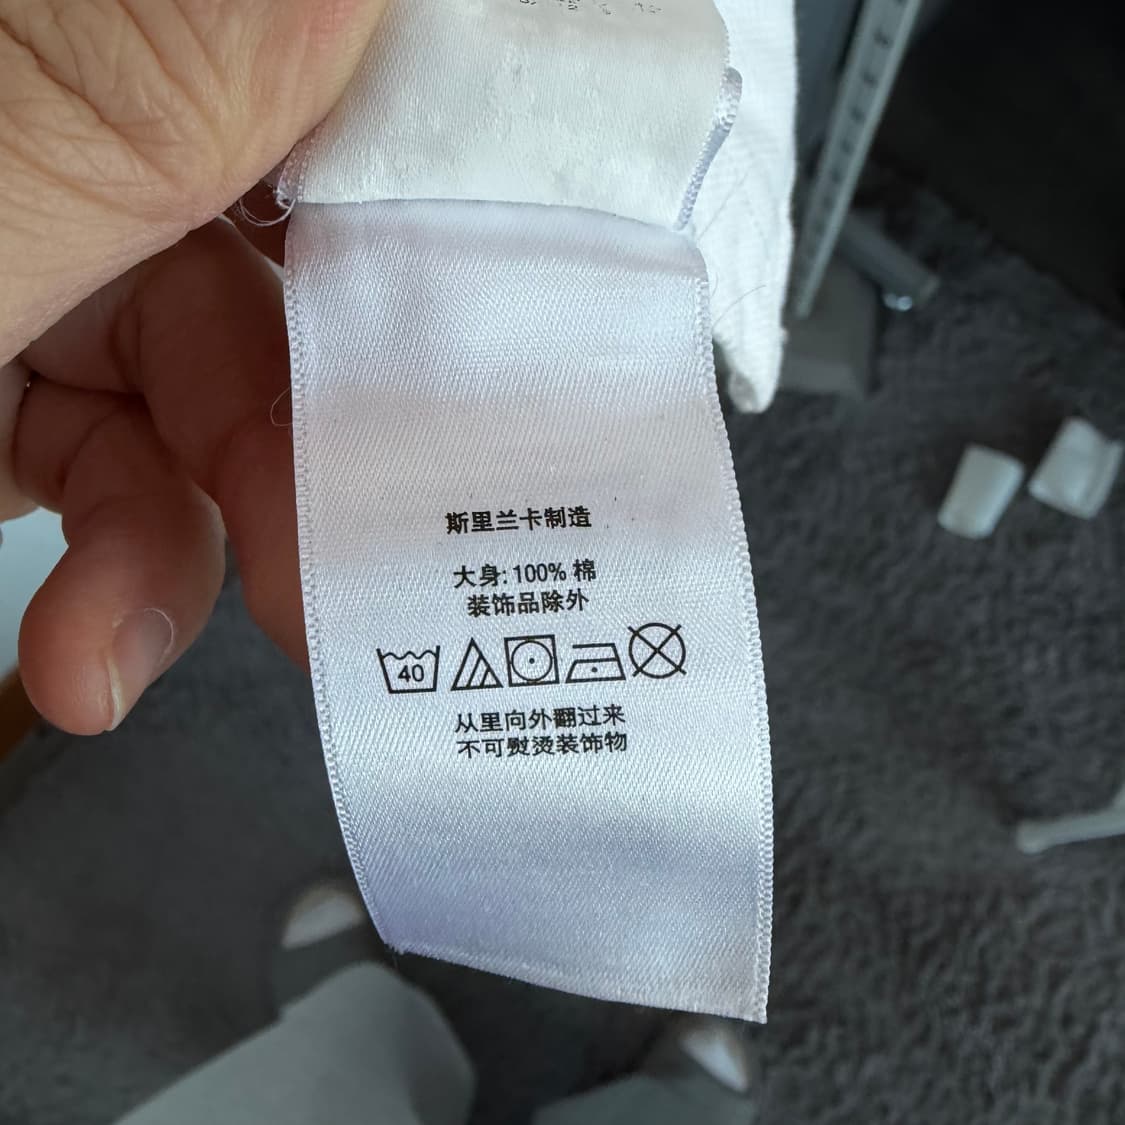 斯里兰卡制造
大身: 100% 棉
装饰品除外
40
从里向外翻过来
不可熨烫装饰物